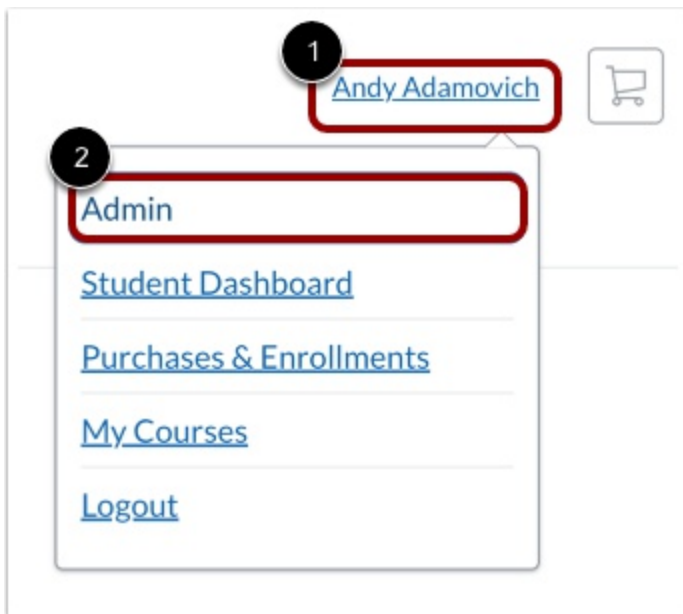 1
Andy Adamovich
2
Admin
Student Dashboard
Purchases & Enrollments
My Courses
Logout